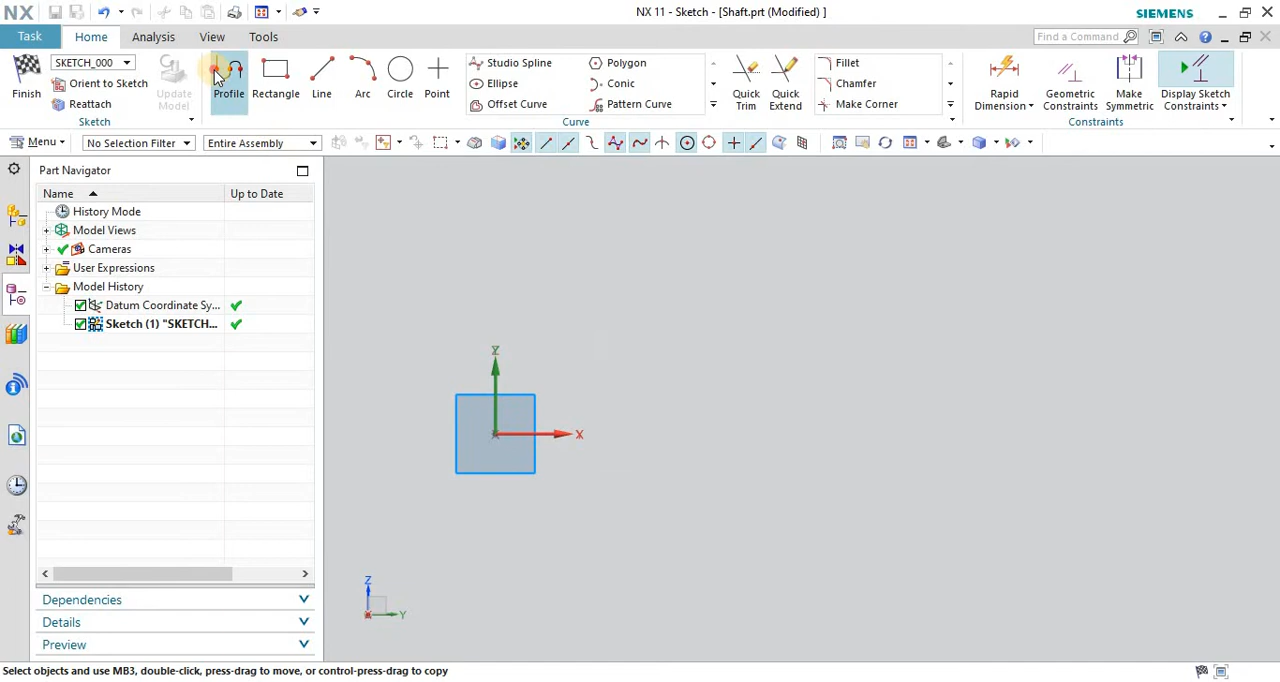 NX
NX 11 - Sketch - [Shaft.prt (Modified) ]
SIEMENS
Task
Home
Analysis
View
Tools
Find a Command
Finish
SKETCH_000
Orient to Sketch
Reattach
Update Model
Sketch
Profile
Rectangle
Line
Arc
Circle
Point
Studio Spline
Ellipse
Offset Curve
Polygon
Conic
Pattern Curve
Curve
Quick Trim
Quick Extend
Fillet
Chamfer
Make Corner
Rapid Dimension
Geometric Constraints
Make Symmetric
Display Sketch Constraints
Constraints
Menu
No Selection Filter
Entire Assembly
Part Navigator
Name
Up to Date
History Mode
Model Views
Cameras
User Expressions
Model History
Datum Coordinate Sy...
Sketch (1) "SKETCH...
Dependencies
Details
Preview
X
Z
Y
Select objects and use MB3, double-click, press-drag to move, or control-press-drag to copy